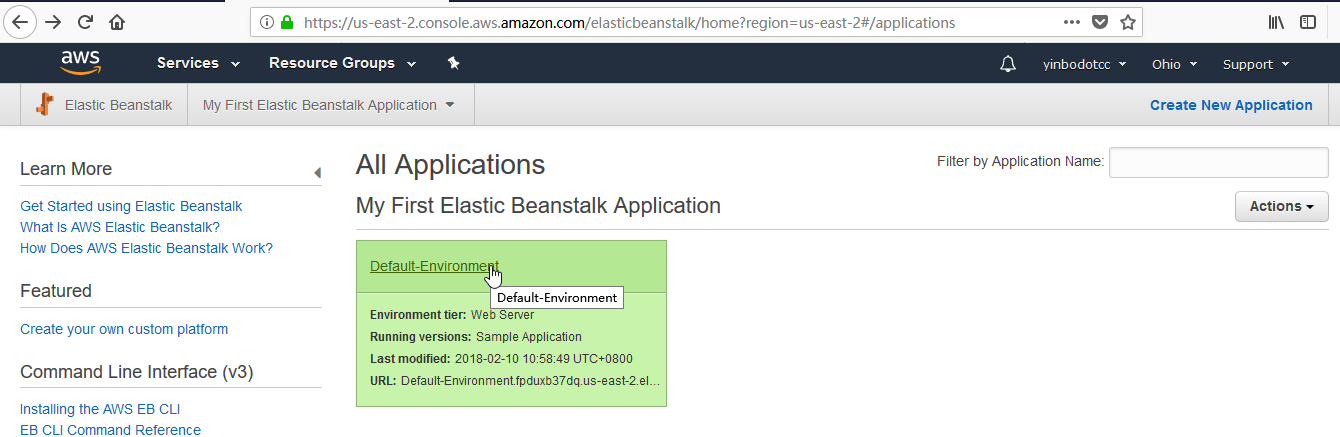 https://us-east-2.console.aws.amazon.com/elasticbeanstalk/home?region=us-east-2#/applications
aws Services Resource Groups yinbodotcc Ohio Support
Elastic Beanstalk My First Elastic Beanstalk Application Create New Application
Learn More
Get Started using Elastic Beanstalk
What Is AWS Elastic Beanstalk?
How Does AWS Elastic Beanstalk Work?
Featured
Create your own custom platform
Command Line Interface (v3)
Installing the AWS EB CLI
EB CLI Command Reference
All Applications
Filter by Application Name:
My First Elastic Beanstalk Application
Actions
Default-Environment
Default-Environment
Environment tier: Web Server
Running versions: Sample Application
Last modified: 2018-02-10 10:58:49 UTC+0800
URL: Default-Environment.fpduxb37dq.us-east-2.el...